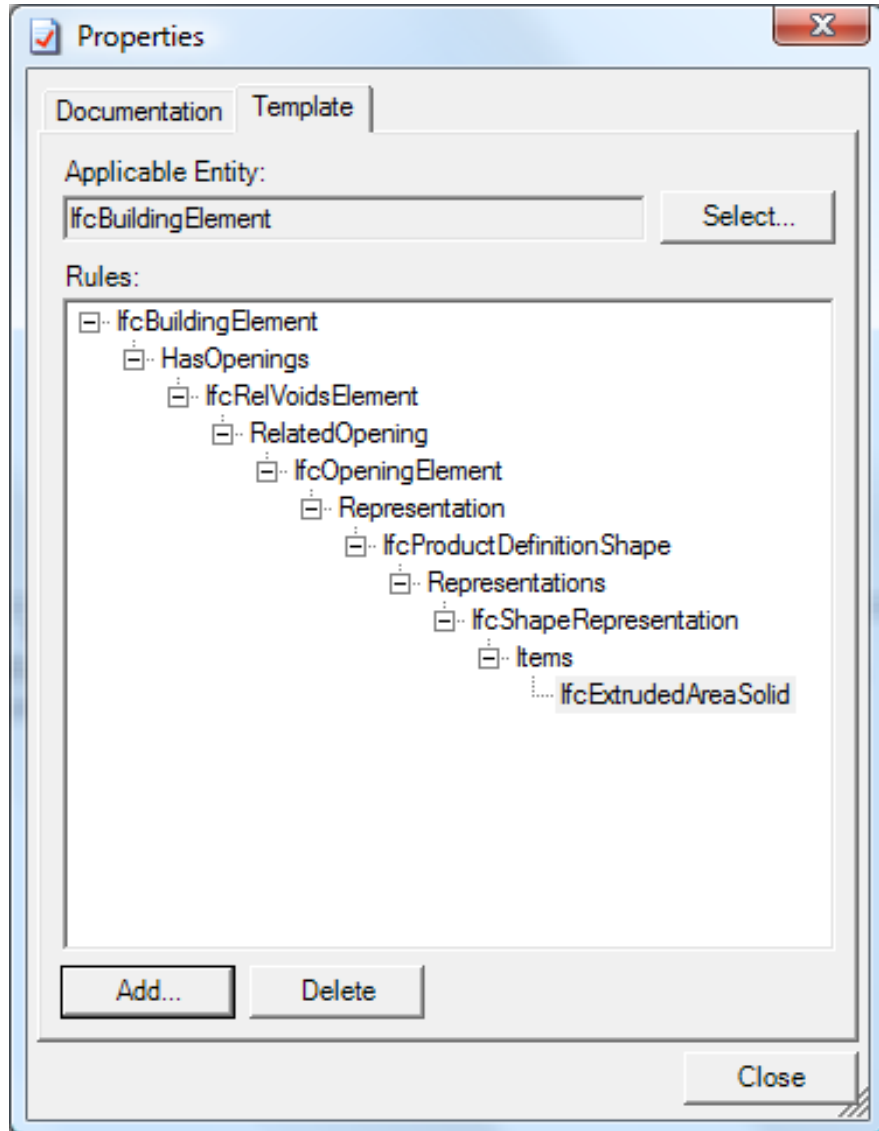 Properties
Documentation Template
Applicable Entity:
IfcBuildingElement Select...
Rules:
IfcBuildingElement
HasOpenings
IfcRelVoidsElement
RelatedOpening
IfcOpeningElement
Representation
IfcProductDefinitionShape
Representations
IfcShapeRepresentation
Items
IfcExtrudedAreaSolid
Add... Delete
Close